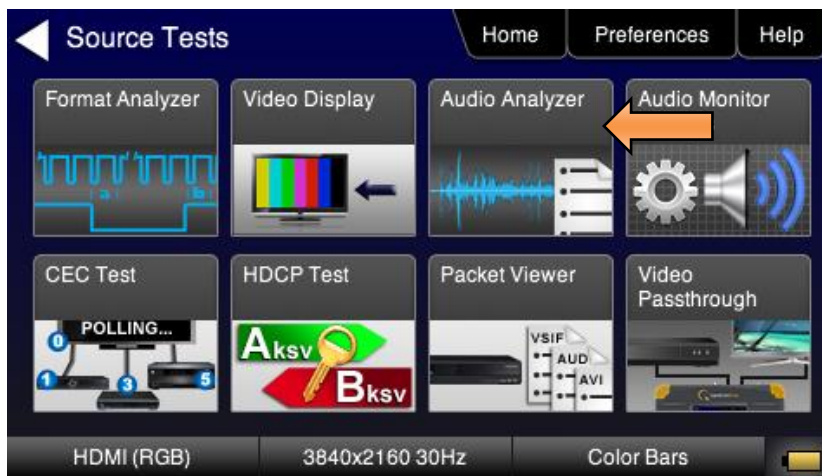 Source Tests
Home
Preferences
Help
Format Analyzer
Video Display
Audio Analyzer
Audio Monitor
CEC Test
HDCP Test
Packet Viewer
Video
Passthrough
POLLING...
0
1
3
5
Aksv
Bksv
VSIF
AUD
AVI
HDMI (RGB)
3840x2160 30Hz
Color Bars